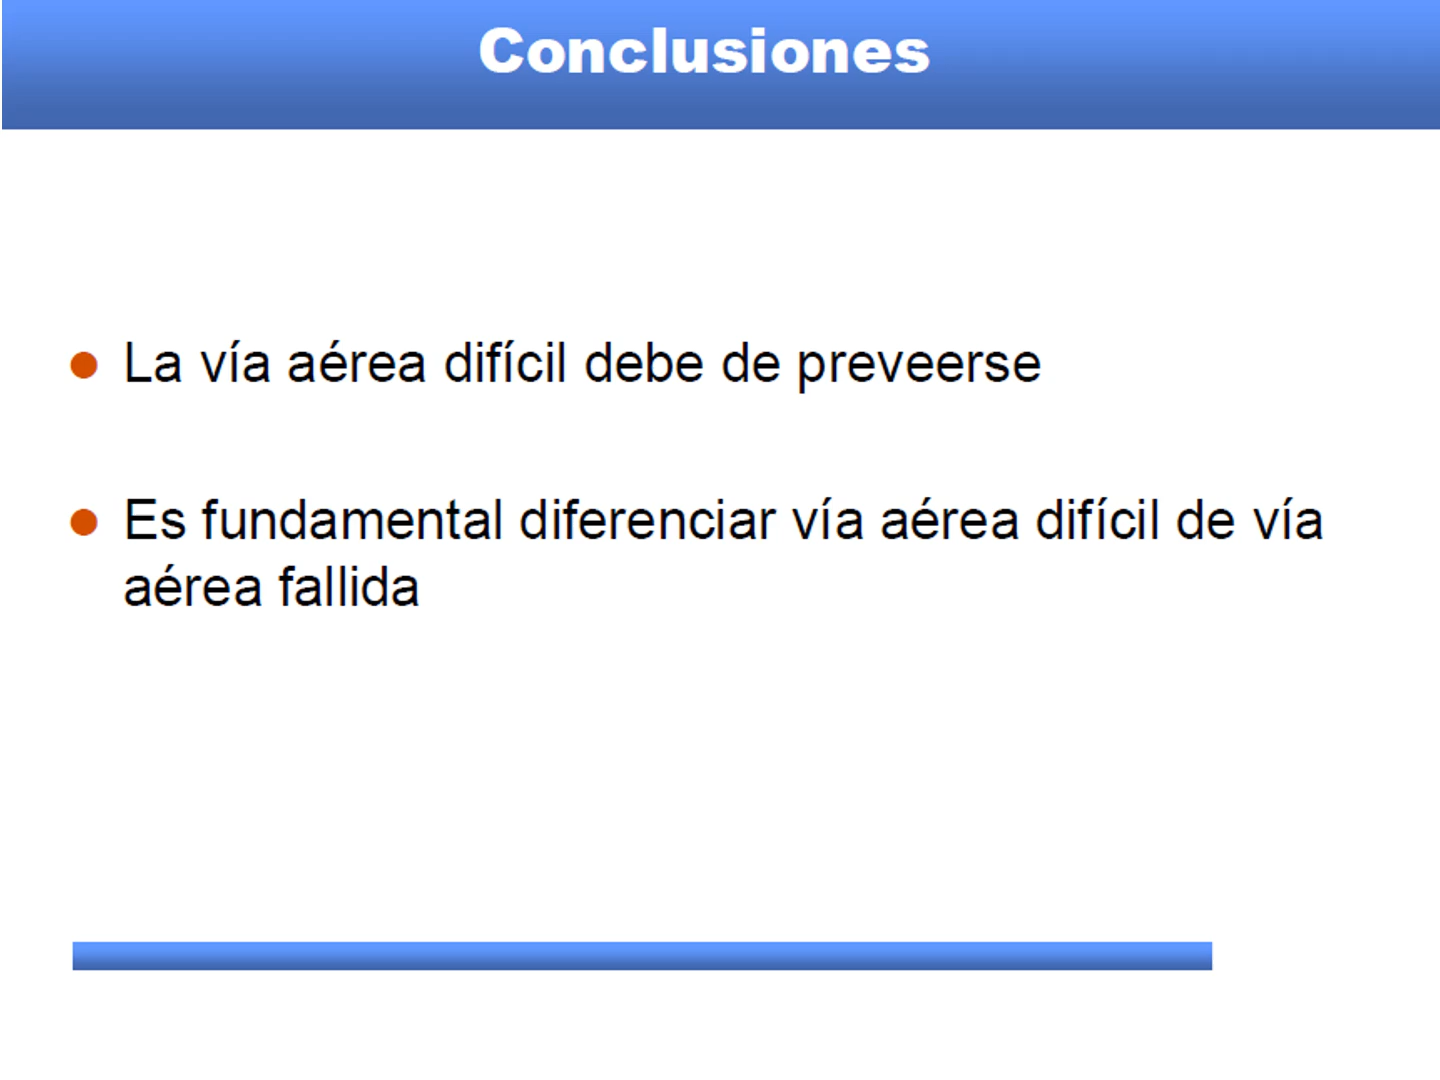 Conclusiones
La vía aérea difícil debe de preveerse
Es fundamental diferenciar vía aérea difícil de vía
aérea fallida